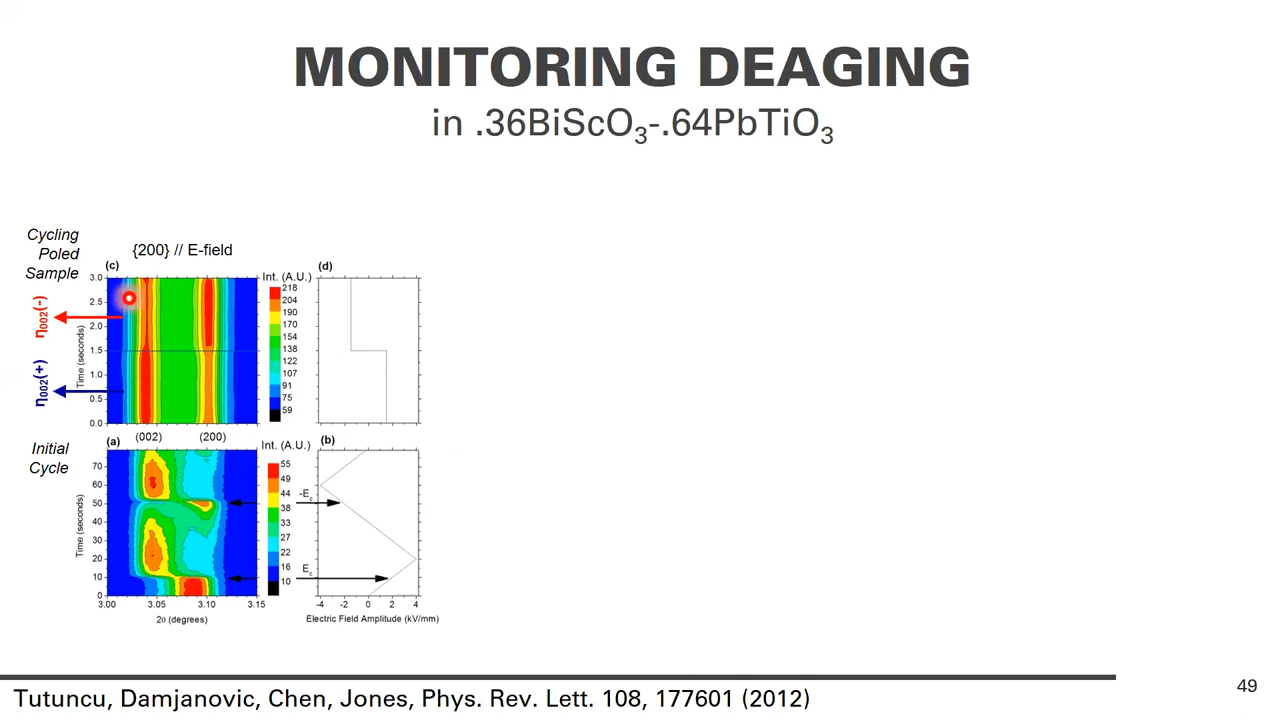 MONITORING DEAGING
in .36BiScO3-.64PbTiO3
Cycling
Poled
Sample
{200} // E-field
(c)
Int. (A.U.)
(d)
η002(-)
η002(+)
Time (seconds)
3.0
2.5
2.0
1.5
1.0
0.5
0.0
218
204
190
170
154
138
122
107
91
75
59
(002)
(200)
Initial
Cycle
(a)
Int. (A.U.)
(b)
Time (seconds)
70
60
50
40
30
20
10
0
55
49
44
38
33
27
22
16
10
-Ec
Ec
3.00 3.05 3.10 3.15
-4 -2 0 2 4
2θ (degrees)
Electric Field Amplitude (kV/mm)
Tutuncu, Damjanovic, Chen, Jones, Phys. Rev. Lett. 108, 177601 (2012)
49